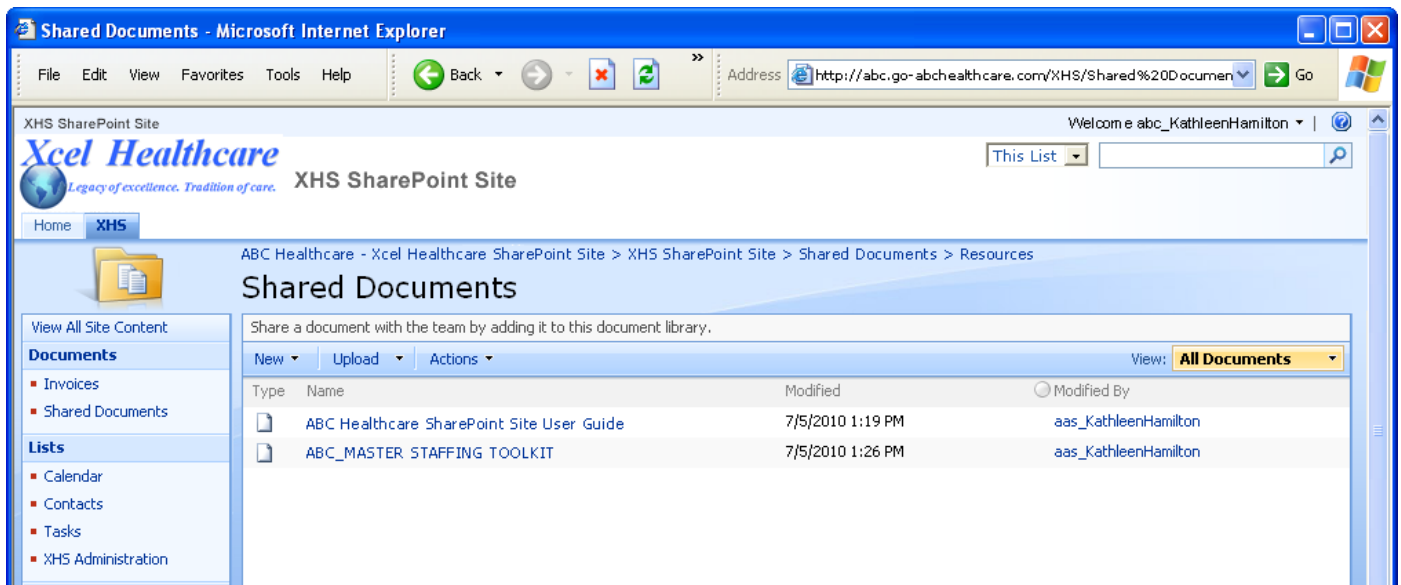 Shared Documents - Microsoft Internet Explorer
File Edit View Favorites Tools Help Back » Address http://abc.go-abchealthcare.com/XHS/Shared%20Documen Go
XHS SharePoint Site Welcome abc_KathleenHamilton |
Xcel Healthcare
Legacy of excellence. Tradition of care.
XHS SharePoint Site
This List
Home XHS
ABC Healthcare - Xcel Healthcare SharePoint Site > XHS SharePoint Site > Shared Documents > Resources
Shared Documents
View All Site Content
Documents
Invoices
Shared Documents
Lists
Calendar
Contacts
Tasks
XHS Administration
Share a document with the team by adding it to this document library.
New Upload Actions View: All Documents
Type Name Modified Modified By
ABC Healthcare SharePoint Site User Guide 7/5/2010 1:19 PM aas_KathleenHamilton
ABC_MASTER STAFFING TOOLKIT 7/5/2010 1:26 PM aas_KathleenHamilton